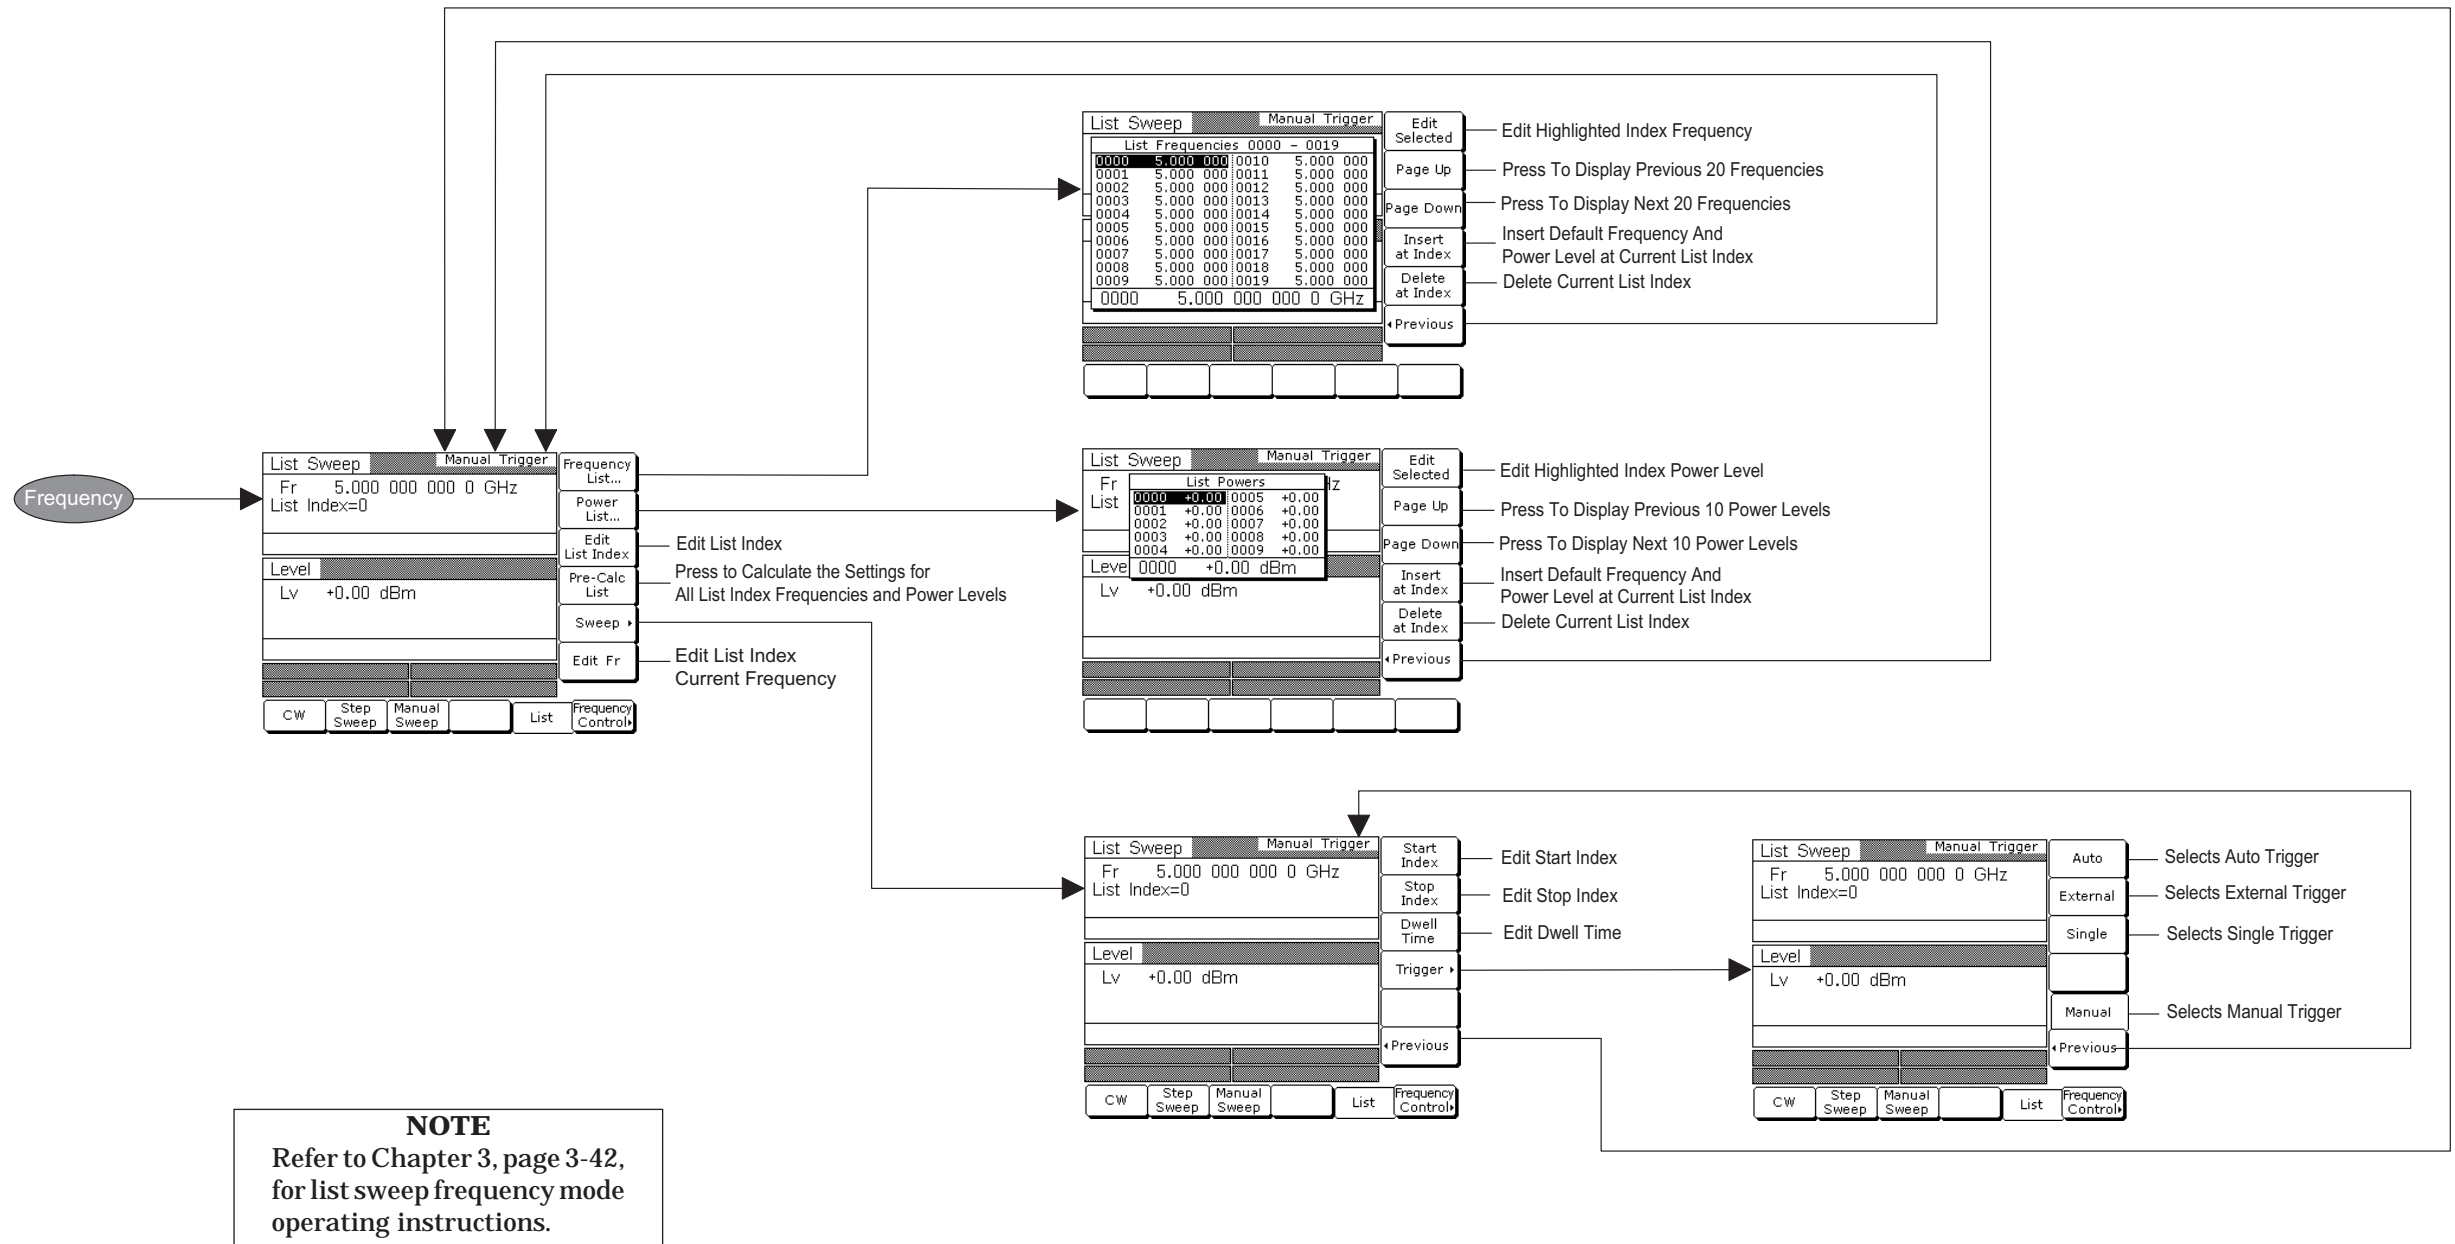 Frequency
List Sweep Manual Trigger
Fr 5.000 000 000 0 GHz
List Index=0
Level
Lv +0.00 dBm
Frequency
List...
Power
List...
Edit
List Index
Pre-Calc
List
Sweep
Edit Fr
CW
Step
Sweep
Manual
Sweep
List
Frequency
Control
Edit List Index
Press to Calculate the Settings for
All List Index Frequencies and Power Levels
Edit List Index
Current Frequency
List Sweep Manual Trigger
List Frequencies 0000 - 0019
0000 5.000 000 0010 5.000 000
0001 5.000 000 0011 5.000 000
0002 5.000 000 0012 5.000 000
0003 5.000 000 0013 5.000 000
0004 5.000 000 0014 5.000 000
0005 5.000 000 0015 5.000 000
0006 5.000 000 0016 5.000 000
0007 5.000 000 0017 5.000 000
0008 5.000 000 0018 5.000 000
0009 5.000 000 0019 5.000 000
0000 5.000 000 000 0 GHz
Edit
Selected
Page Up
Page Down
Insert
at Index
Delete
at Index
Previous
Edit Highlighted Index Frequency
Press To Display Previous 20 Frequencies
Press To Display Next 20 Frequencies
Insert Default Frequency And
Power Level at Current List Index
Delete Current List Index
List Sweep Manual Trigger
Fr Hz
List
List Powers
0000 +0.00 0005 +0.00
0001 +0.00 0006 +0.00
0002 +0.00 0007 +0.00
0003 +0.00 0008 +0.00
0004 +0.00 0009 +0.00
0000 +0.00 dBm
Leve
Lv +0.00 dBm
Edit
Selected
Page Up
Page Down
Insert
at Index
Delete
at Index
Previous
Edit Highlighted Index Power Level
Press To Display Previous 10 Power Levels
Press To Display Next 10 Power Levels
Insert Default Frequency And
Power Level at Current List Index
Delete Current List Index
List Sweep Manual Trigger
Fr 5.000 000 000 0 GHz
List Index=0
Level
Lv +0.00 dBm
Start
Index
Stop
Index
Dwell
Time
Trigger
Previous
CW
Step
Sweep
Manual
Sweep
List
Frequency
Control
Edit Start Index
Edit Stop Index
Edit Dwell Time
List Sweep Manual Trigger
Fr 5.000 000 000 0 GHz
List Index=0
Level
Lv +0.00 dBm
Auto
External
Single
Manual
Previous
CW
Step
Sweep
Manual
Sweep
List
Frequency
Control
Selects Auto Trigger
Selects External Trigger
Selects Single Trigger
Selects Manual Trigger
NOTE
Refer to Chapter 3, page 3-42,
for list sweep frequency mode
operating instructions.